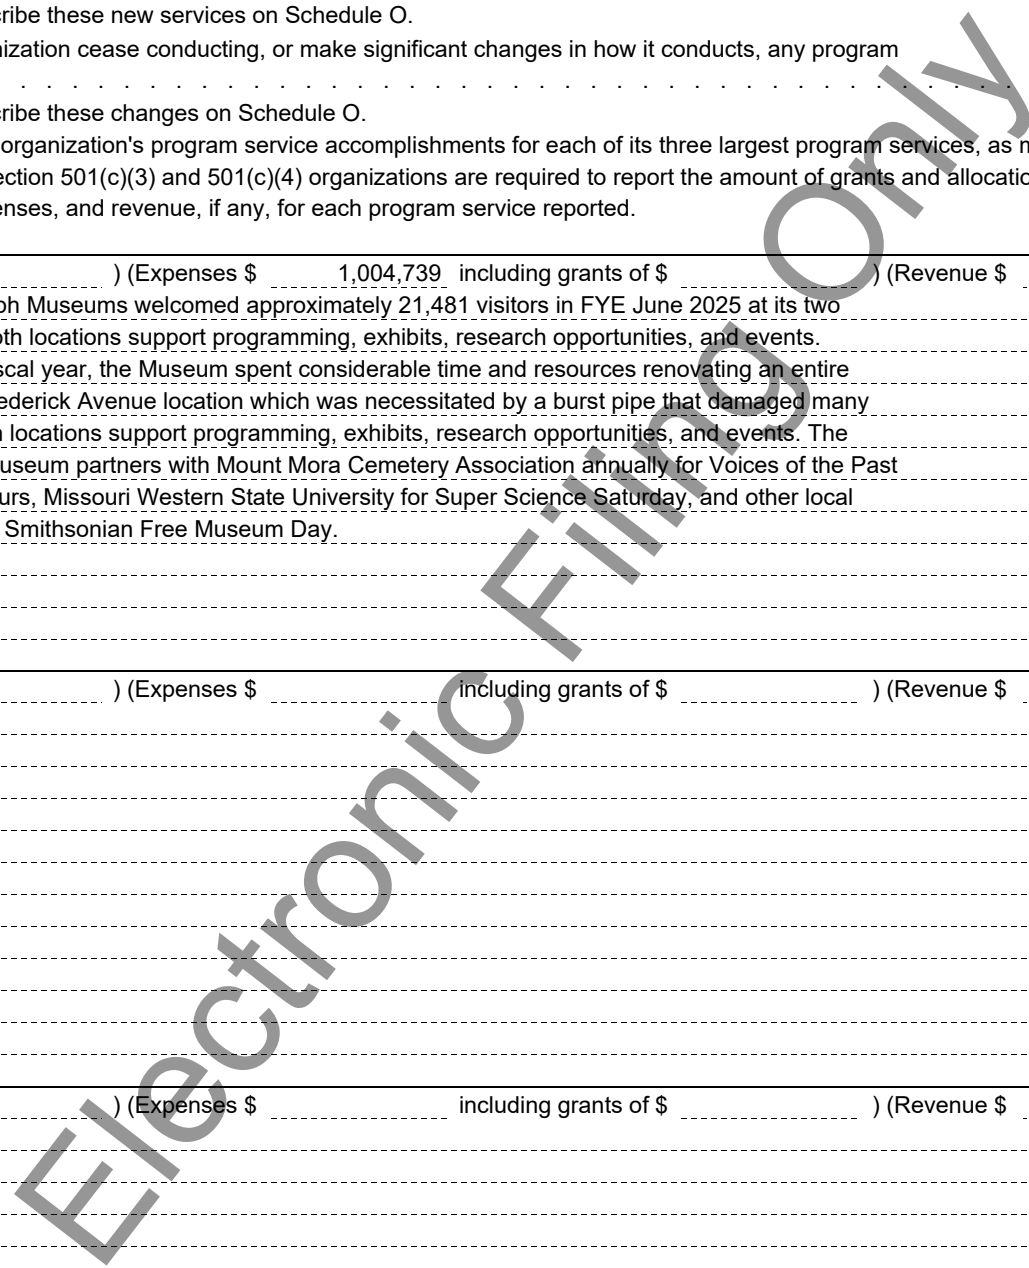 cribe these new services on Schedule O.
nization cease conducting, or make significant changes in how it conducts, any program
. . . . . . . . . . . . . . . . . . . . . . . . . . . . . . . . . . . . . . .
cribe these changes on Schedule O.
organization's program service accomplishments for each of its three largest program services, as m
ection 501(c)(3) and 501(c)(4) organizations are required to report the amount of grants and allocatio
enses, and revenue, if any, for each program service reported.
) (Expenses $ 1,004,739 including grants of $ ) (Revenue $
ph Museums welcomed approximately 21,481 visitors in FYE June 2025 at its two
oth locations support programming, exhibits, research opportunities, and events.
scal year, the Museum spent considerable time and resources renovating an entire
ederick Avenue location which was necessitated by a burst pipe that damaged many
n locations support programming, exhibits, research opportunities, and events. The
useum partners with Mount Mora Cemetery Association annually for Voices of the Past
urs, Missouri Western State University for Super Science Saturday, and other local
Smithsonian Free Museum Day.
) (Expenses $ including grants of $ ) (Revenue $
) (Expenses $ including grants of $ ) (Revenue $
Electronic Filing Only